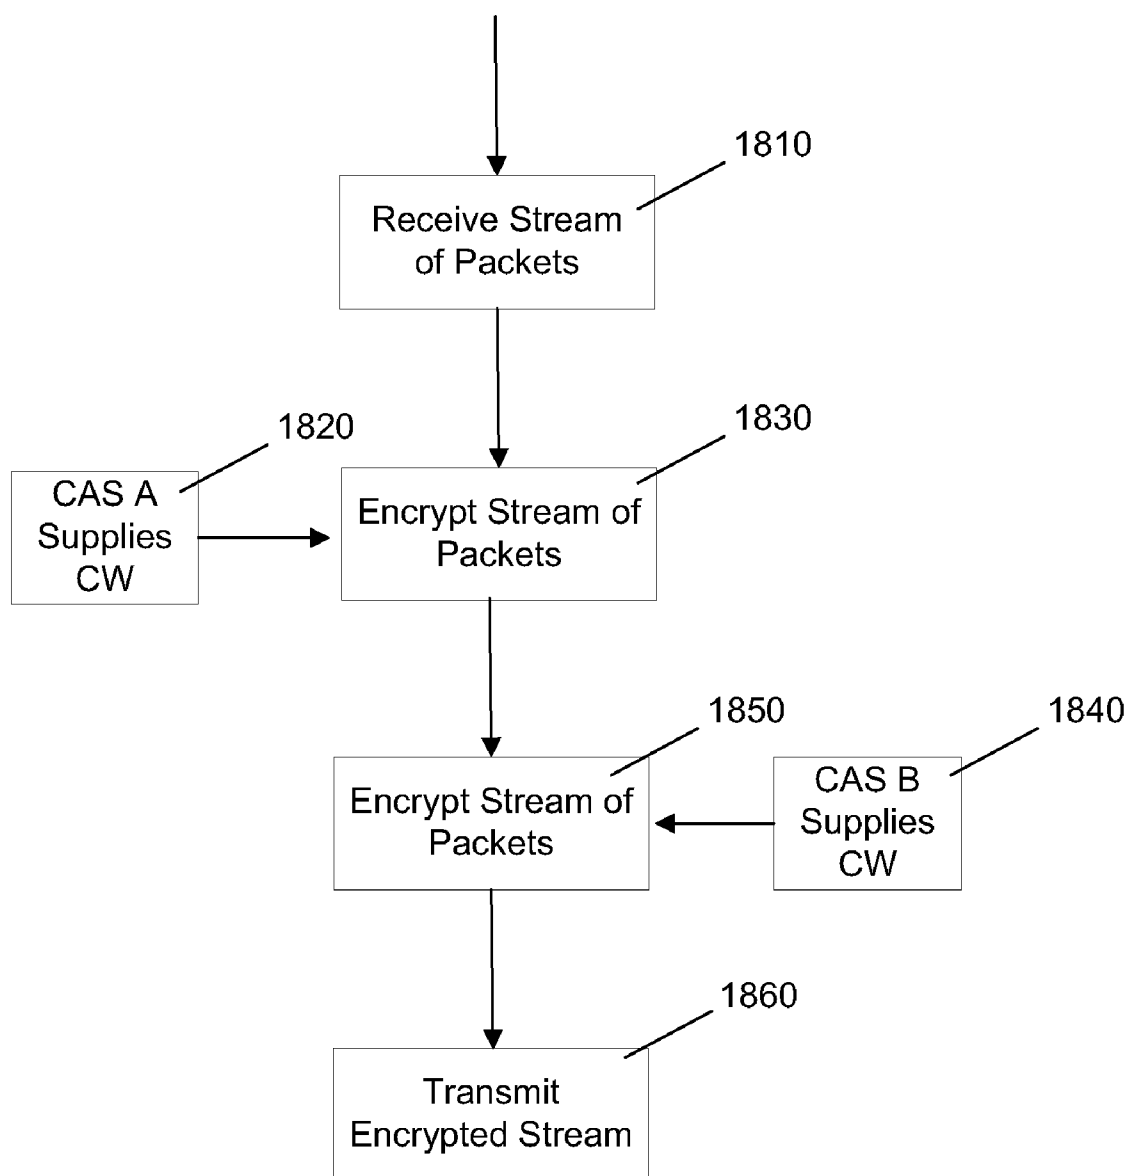 1810
Receive Stream
of Packets
1820
1830
CAS A
Supplies
CW
Encrypt Stream of
Packets
1850
1840
Encrypt Stream of
Packets
CAS B
Supplies
CW
1860
Transmit
Encrypted Stream